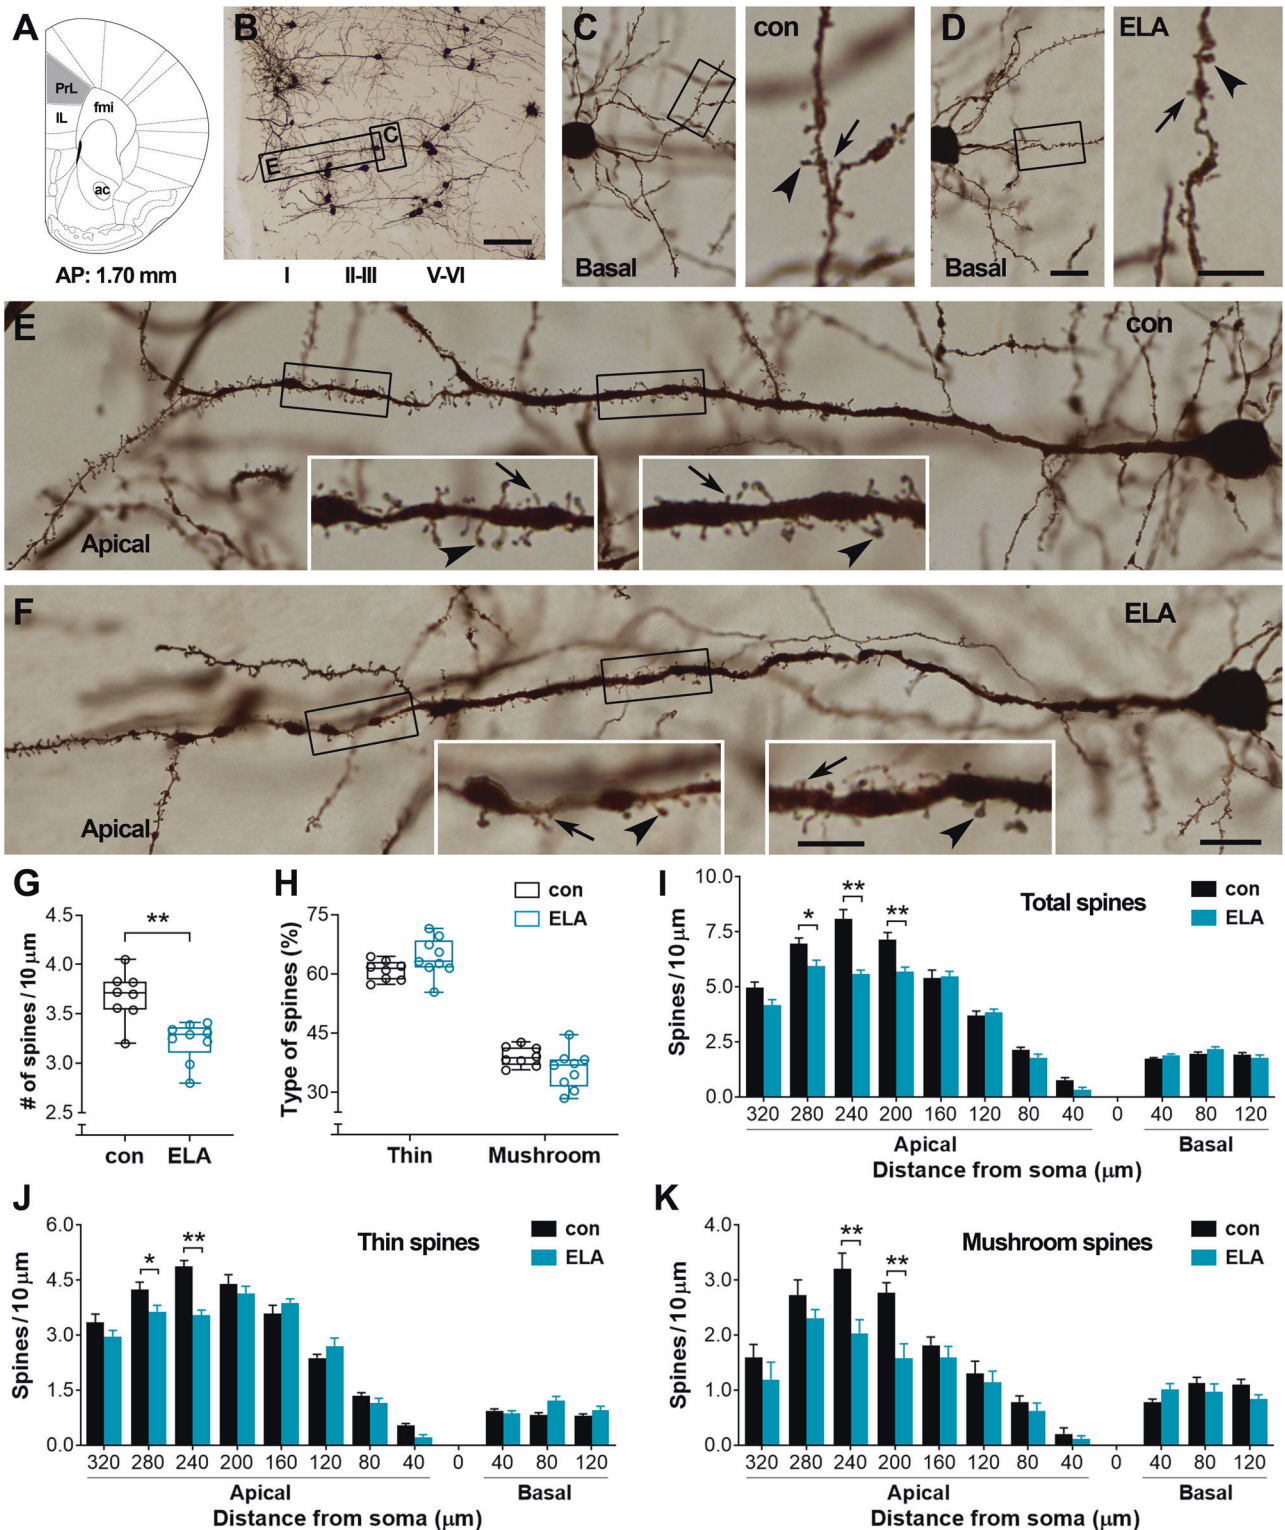 A
PrL
IL
fmi
ac
AP: 1.70 mm
B
E
C
I II-III V-VI
C
Basal
con
D
Basal
ELA
E
con
Apical
F
ELA
Apical
G
# of spines / 10 μm
4.5
4.0
3.5
3.0
2.5
**
con ELA
H
con
ELA
Type of spines (%)
75
60
45
30
Thin Mushroom
I
Total spines
con
ELA
Spines / 10 μm
10.0
7.5
5.0
2.5
0.0
* ** **
320 280 240 200 160 120 80 40 0 40 80 120
Apical Basal
Distance from soma (μm)
J
Thin spines
con
ELA
Spines / 10 μm
6.0
4.5
3.0
1.5
0.0
* **
320 280 240 200 160 120 80 40 0 40 80 120
Apical Basal
Distance from soma (μm)
K
Mushroom spines
con
ELA
Spines / 10 μm
4.0
3.0
2.0
1.0
0.0
** **
320 280 240 200 160 120 80 40 0 40 80 120
Apical Basal
Distance from soma (μm)